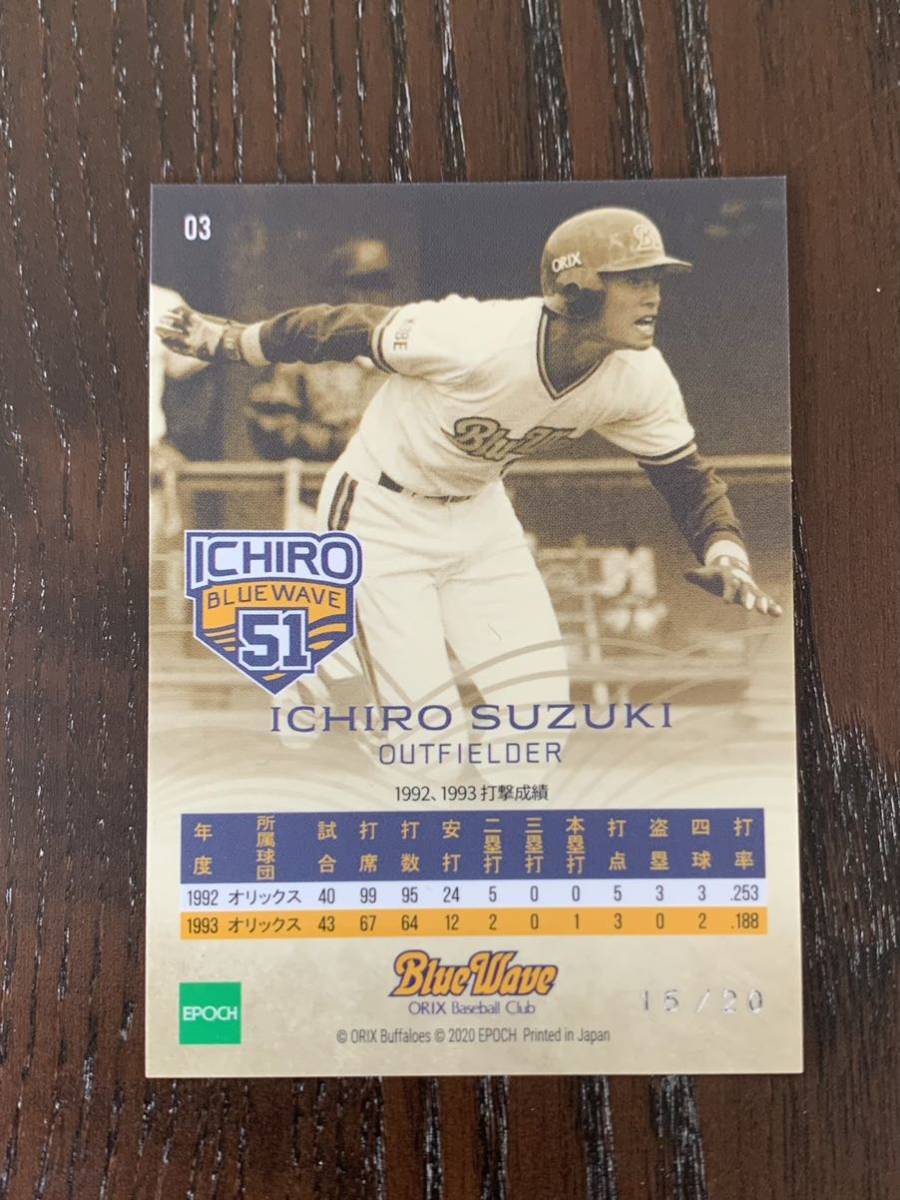 03
ORIX
B
KOBE
Blue W
ICHIRO
BLUEWAVE
51
ICHIRO SUZUKI
OUTFIELDER
1992、1993 打撃成績
年度 所属球団 試合 打席 打数 安打 二塁打 三塁打 本塁打 打点 盗塁 四球 打率
1992 オリックス 40 99 95 24 5 0 0 5 3 3 .253
1993 オリックス 43 67 64 12 2 0 1 3 0 2 .188
BlueWave
ORIX Baseball Club
EPOCH
15/20
© ORIX Buffaloes © 2020 EPOCH Printed in Japan